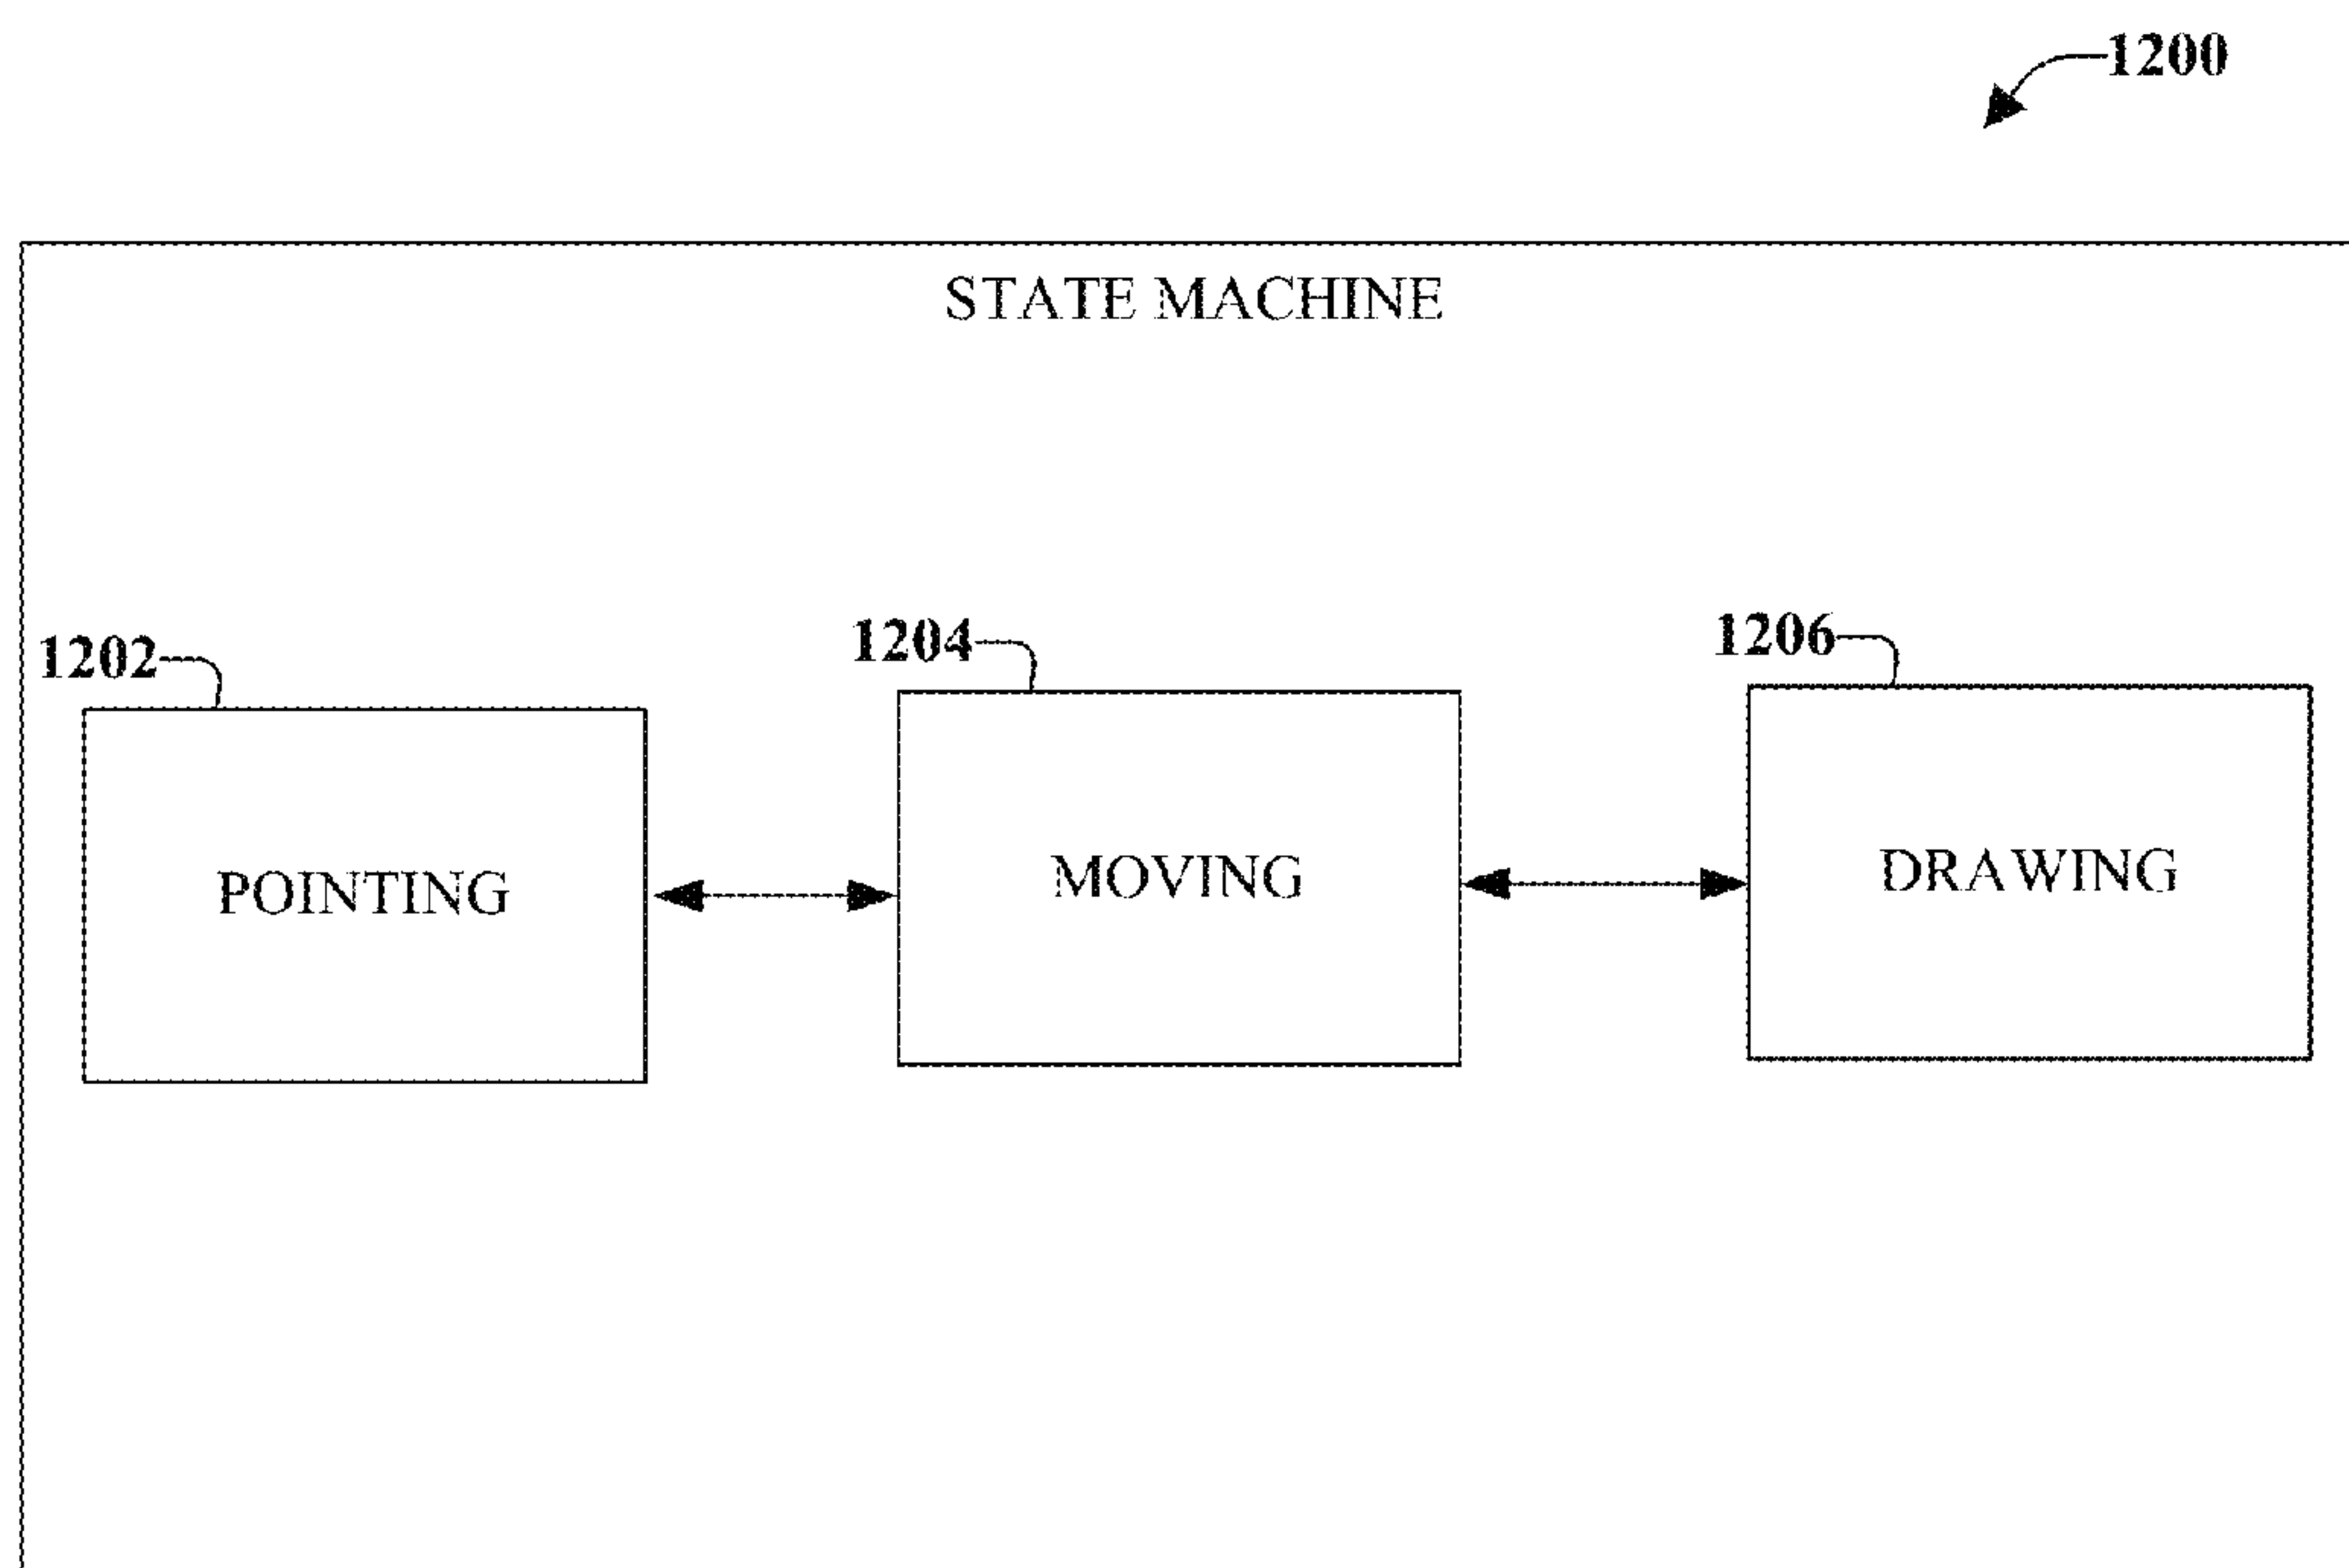 1200
STATE MACHINE
1202
1204
1206
POINTING
MOVING
DRAWING